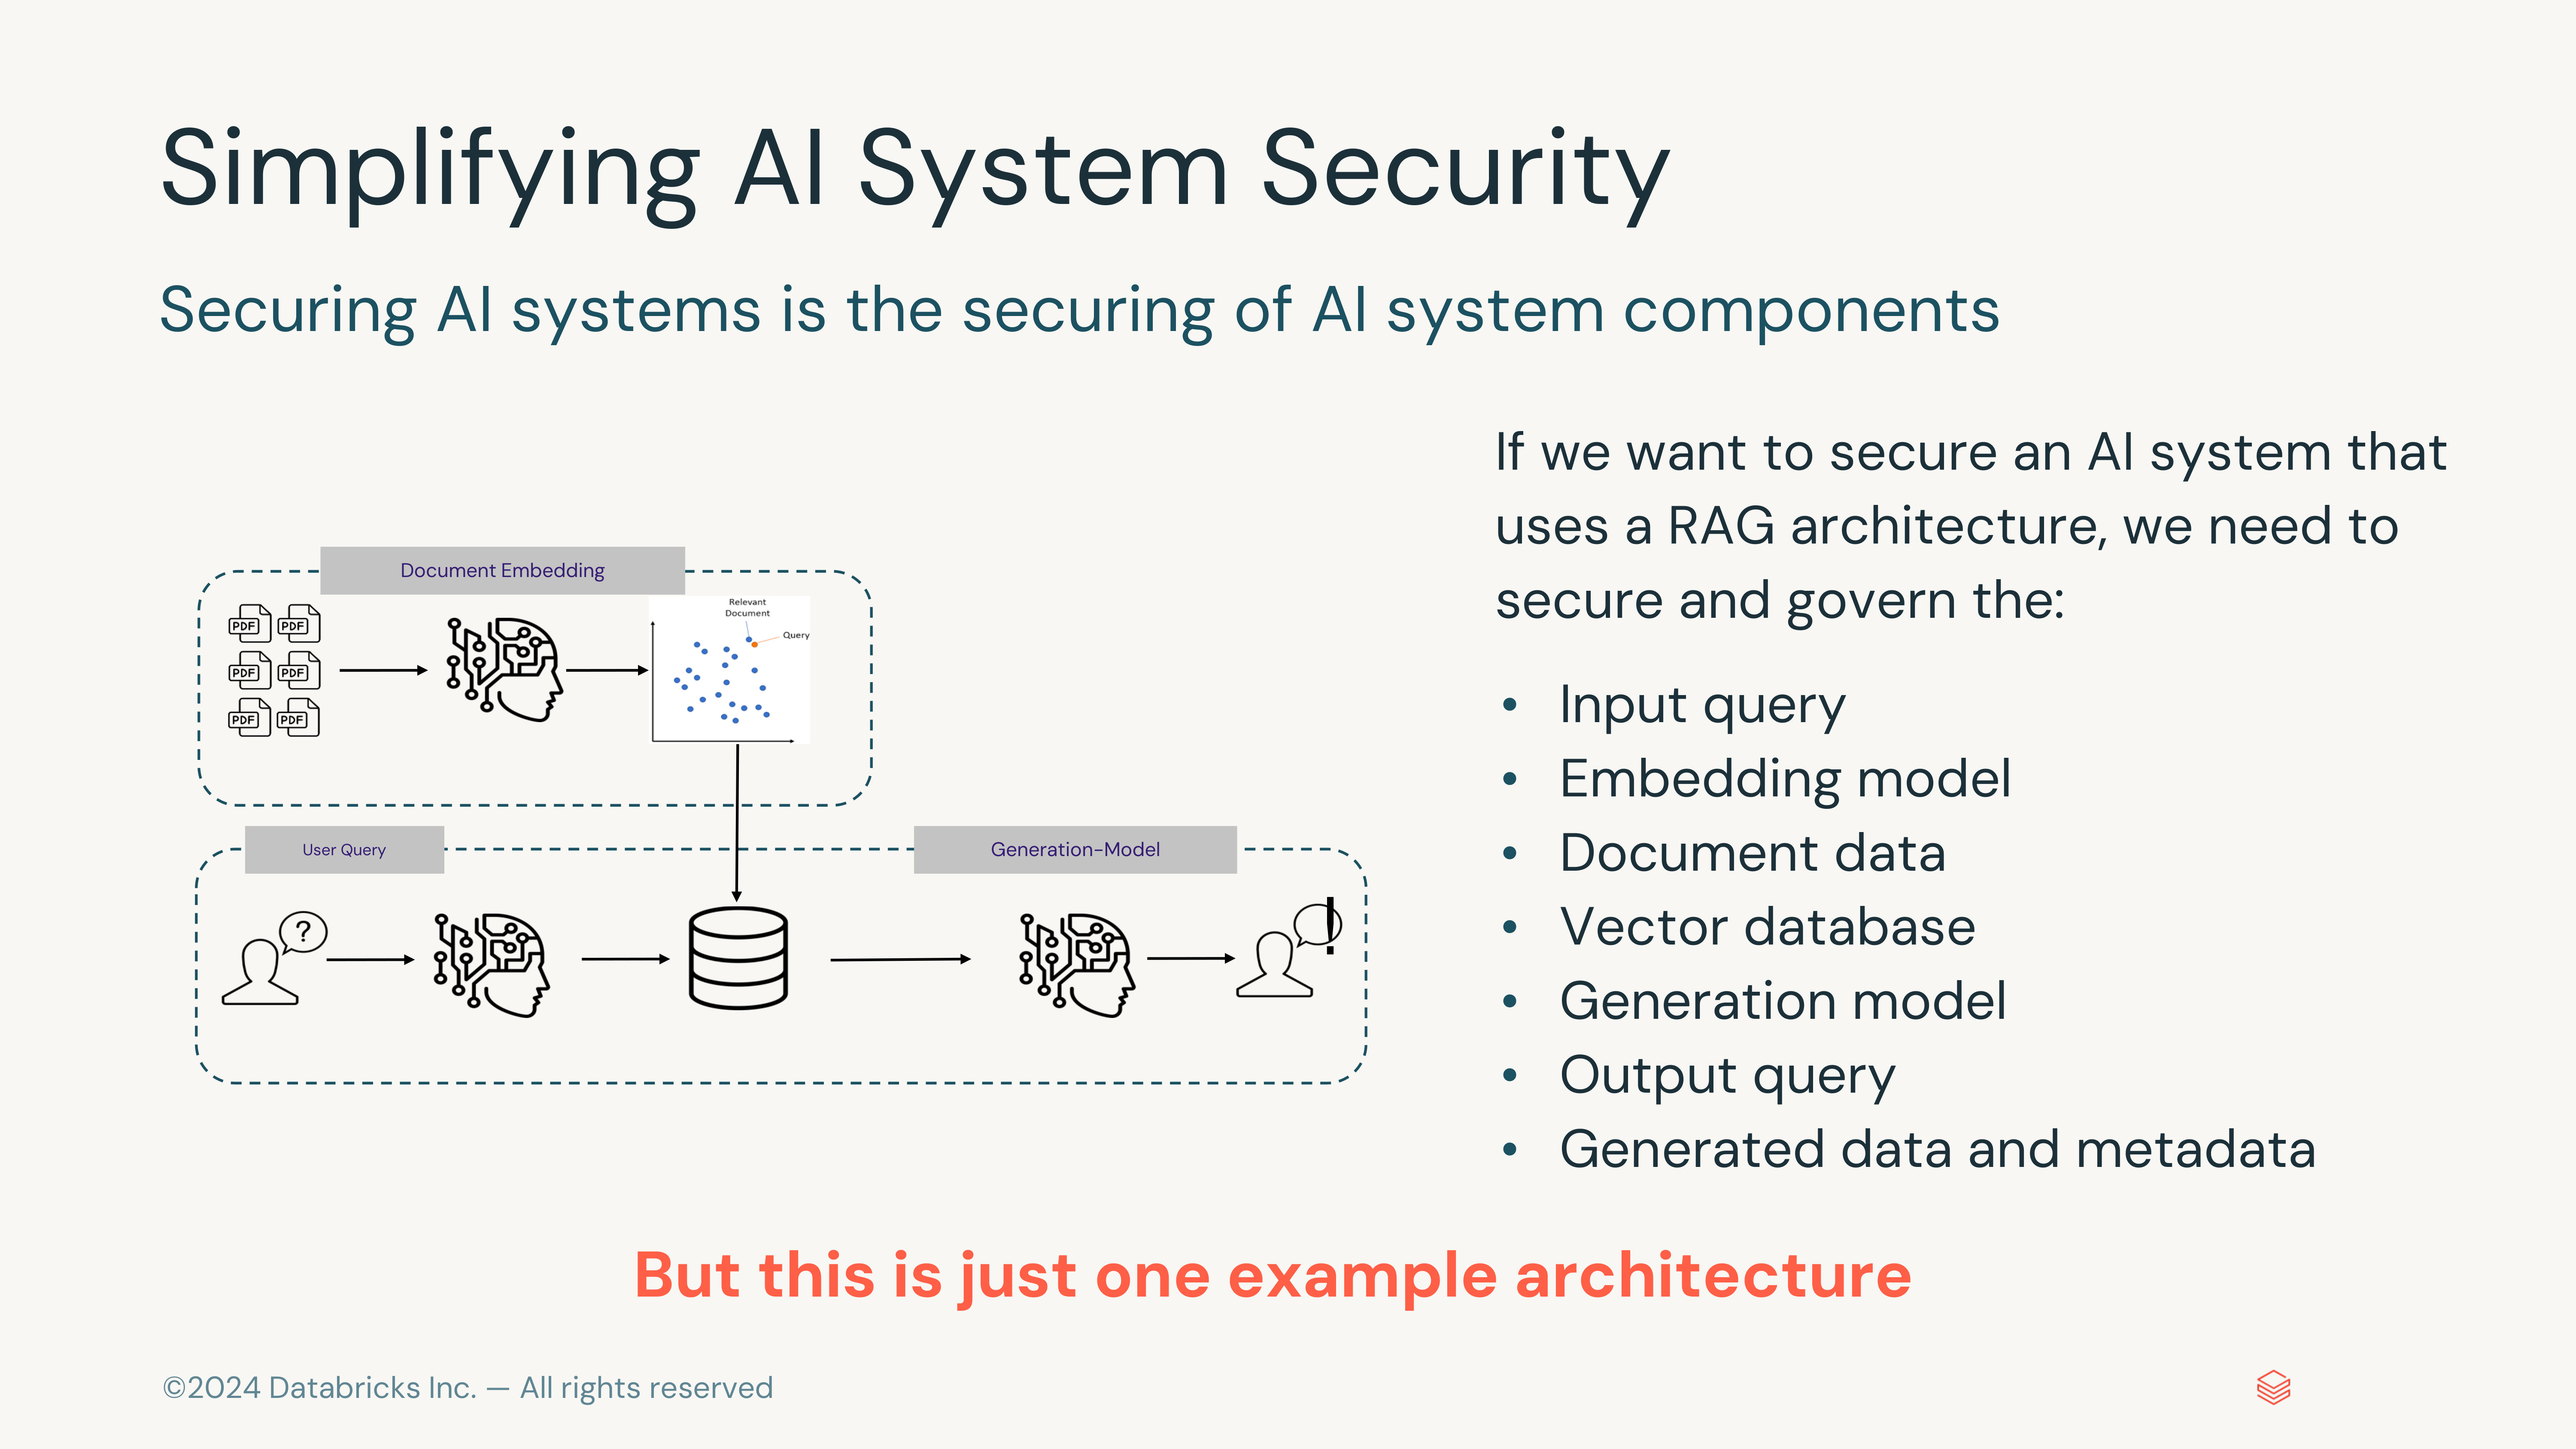 Simplifying AI System Security
Securing AI systems is the securing of AI system components
Document Embedding
PDF PDF
PDF PDF
PDF PDF
Relevant
Document
Query
User Query
Generation-Model
?
!
If we want to secure an AI system that
uses a RAG architecture, we need to
secure and govern the:
• Input query
• Embedding model
• Document data
• Vector database
• Generation model
• Output query
• Generated data and metadata
But this is just one example architecture
©2024 Databricks Inc. — All rights reserved